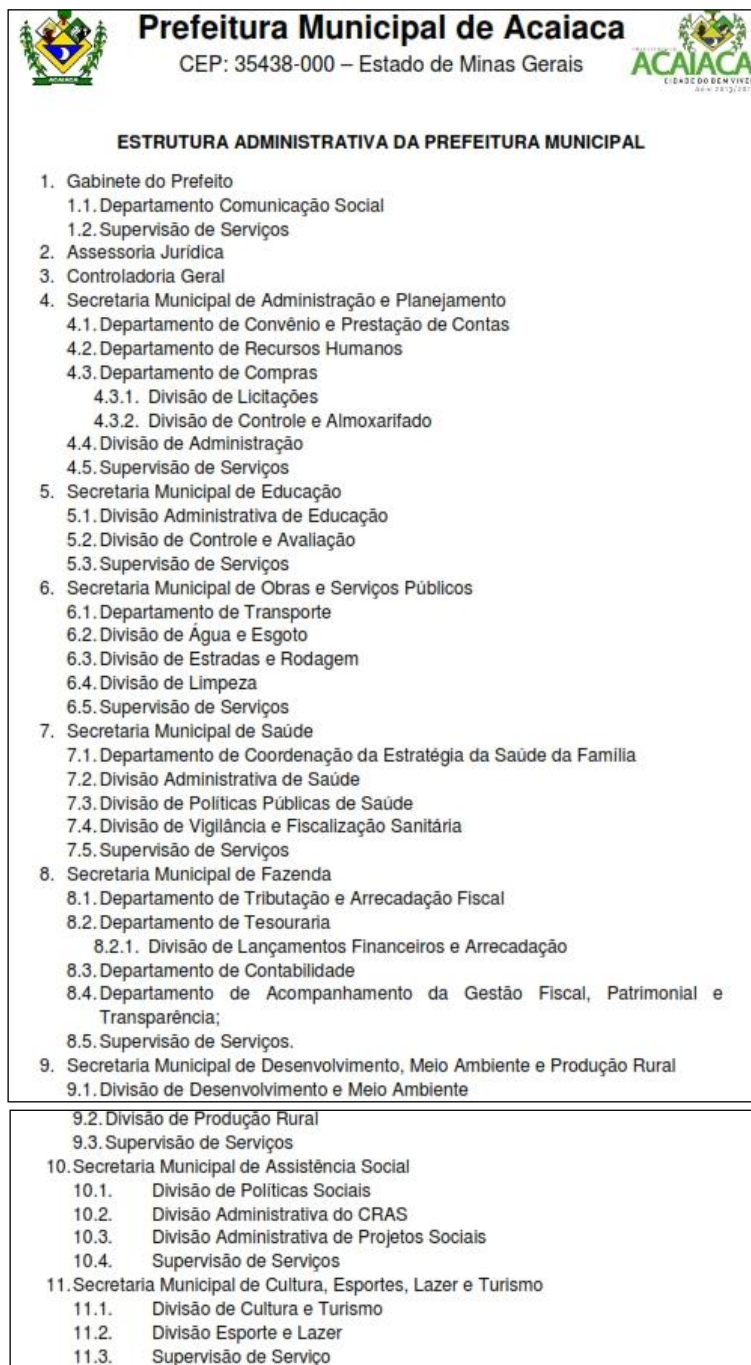 Prefeitura Municipal de Acaiaca
CEP: 35438-000 – Estado de Minas Gerais
ACAIACA
ACAIACA
CIDADE DO BEM VIVER
ESTRUTURA ADMINISTRATIVA DA PREFEITURA MUNICIPAL
1. Gabinete do Prefeito
1.1. Departamento Comunicação Social
1.2. Supervisão de Serviços
2. Assessoria Jurídica
3. Controladoria Geral
4. Secretaria Municipal de Administração e Planejamento
4.1. Departamento de Convênio e Prestação de Contas
4.2. Departamento de Recursos Humanos
4.3. Departamento de Compras
4.3.1. Divisão de Licitações
4.3.2. Divisão de Controle e Almoxarifado
4.4. Divisão de Administração
4.5. Supervisão de Serviços
5. Secretaria Municipal de Educação
5.1. Divisão Administrativa de Educação
5.2. Divisão de Controle e Avaliação
5.3. Supervisão de Serviços
6. Secretaria Municipal de Obras e Serviços Públicos
6.1. Departamento de Transporte
6.2. Divisão de Água e Esgoto
6.3. Divisão de Estradas e Rodagem
6.4. Divisão de Limpeza
6.5. Supervisão de Serviços
7. Secretaria Municipal de Saúde
7.1. Departamento de Coordenação da Estratégia da Saúde da Família
7.2. Divisão Administrativa de Saúde
7.3. Divisão de Políticas Públicas de Saúde
7.4. Divisão de Vigilância e Fiscalização Sanitária
7.5. Supervisão de Serviços
8. Secretaria Municipal de Fazenda
8.1. Departamento de Tributação e Arrecadação Fiscal
8.2. Departamento de Tesouraria
8.2.1. Divisão de Lançamentos Financeiros e Arrecadação
8.3. Departamento de Contabilidade
8.4. Departamento de Acompanhamento da Gestão Fiscal, Patrimonial e
Transparência;
8.5. Supervisão de Serviços.
9. Secretaria Municipal de Desenvolvimento, Meio Ambiente e Produção Rural
9.1. Divisão de Desenvolvimento e Meio Ambiente
9.2. Divisão de Produção Rural
9.3. Supervisão de Serviços
10. Secretaria Municipal de Assistência Social
10.1. Divisão de Políticas Sociais
10.2. Divisão Administrativa do CRAS
10.3. Divisão Administrativa de Projetos Sociais
10.4. Supervisão de Serviços
11. Secretaria Municipal de Cultura, Esportes, Lazer e Turismo
11.1. Divisão de Cultura e Turismo
11.2. Divisão Esporte e Lazer
11.3. Supervisão de Serviço